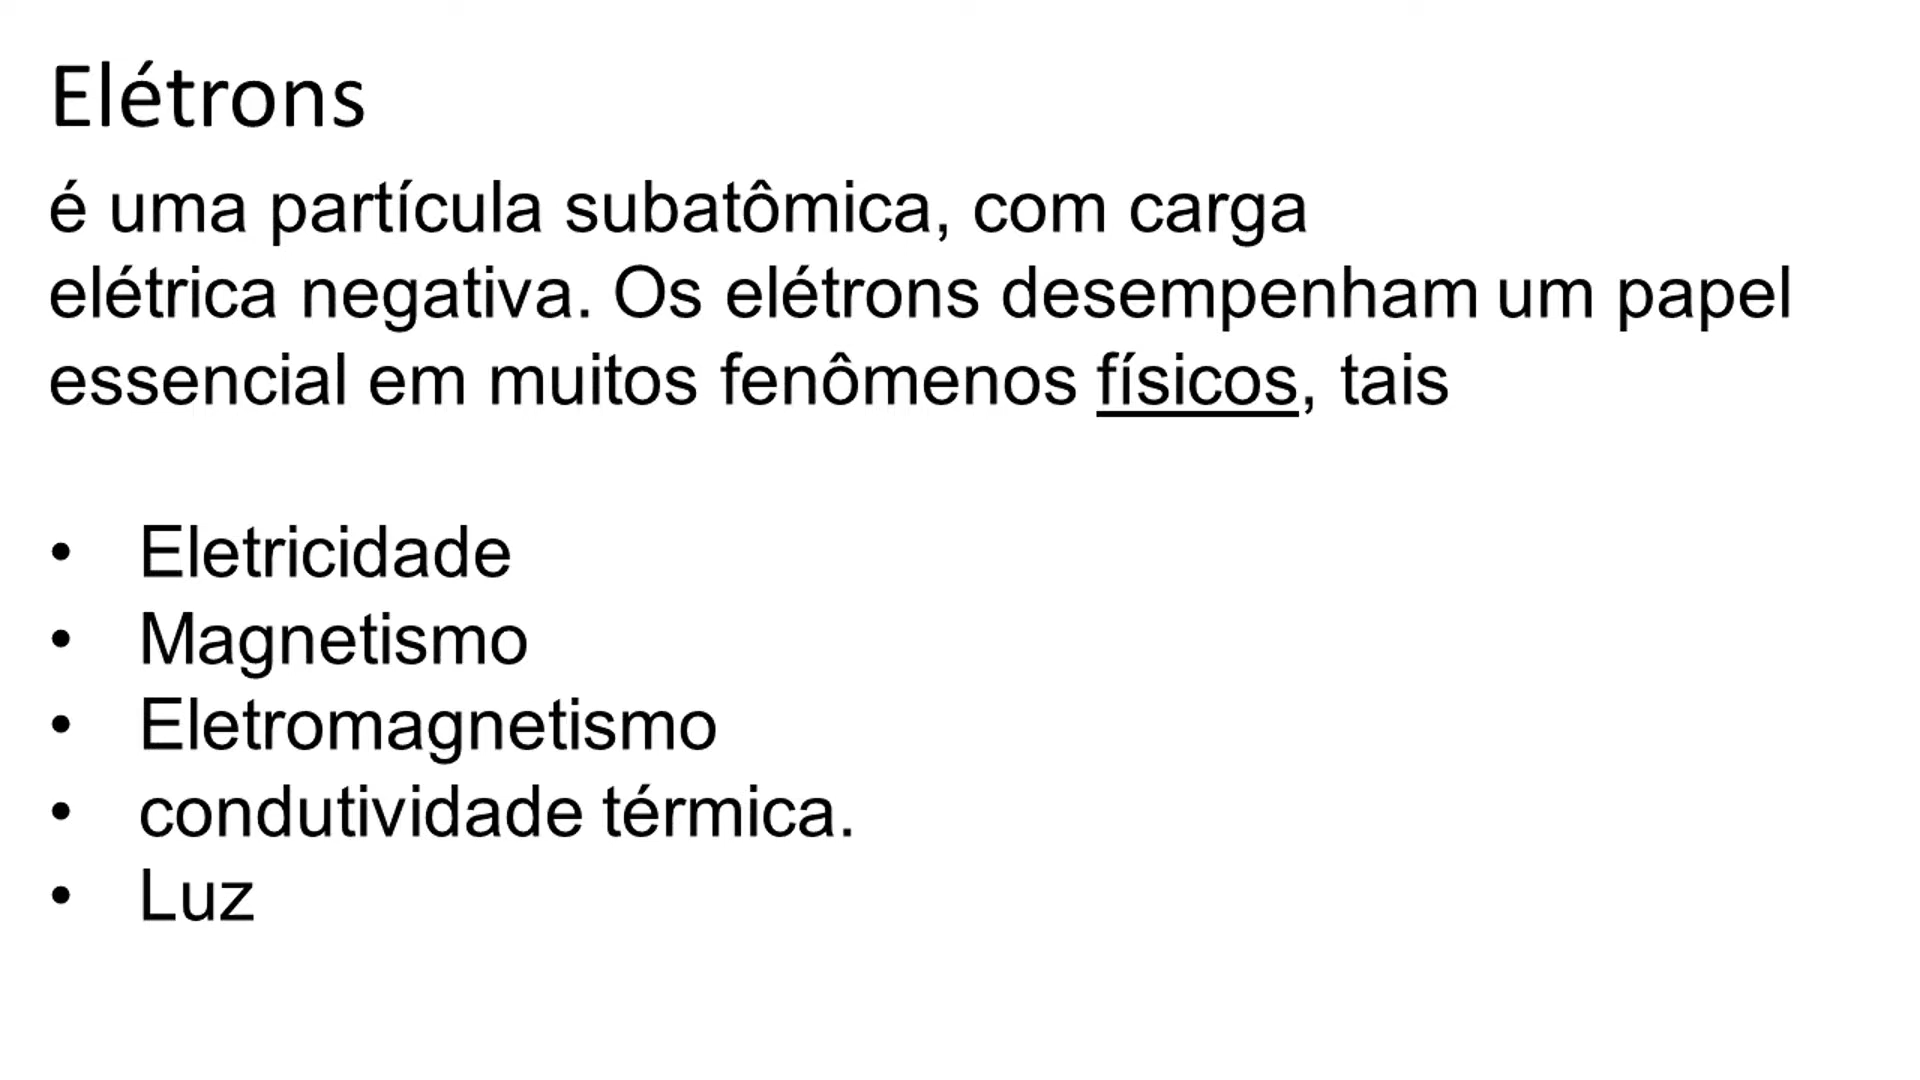 Elétrons
é uma partícula subatômica, com carga
elétrica negativa. Os elétrons desempenham um papel
essencial em muitos fenômenos físicos, tais
• Eletricidade
• Magnetismo
• Eletromagnetismo
• condutividade térmica.
• Luz